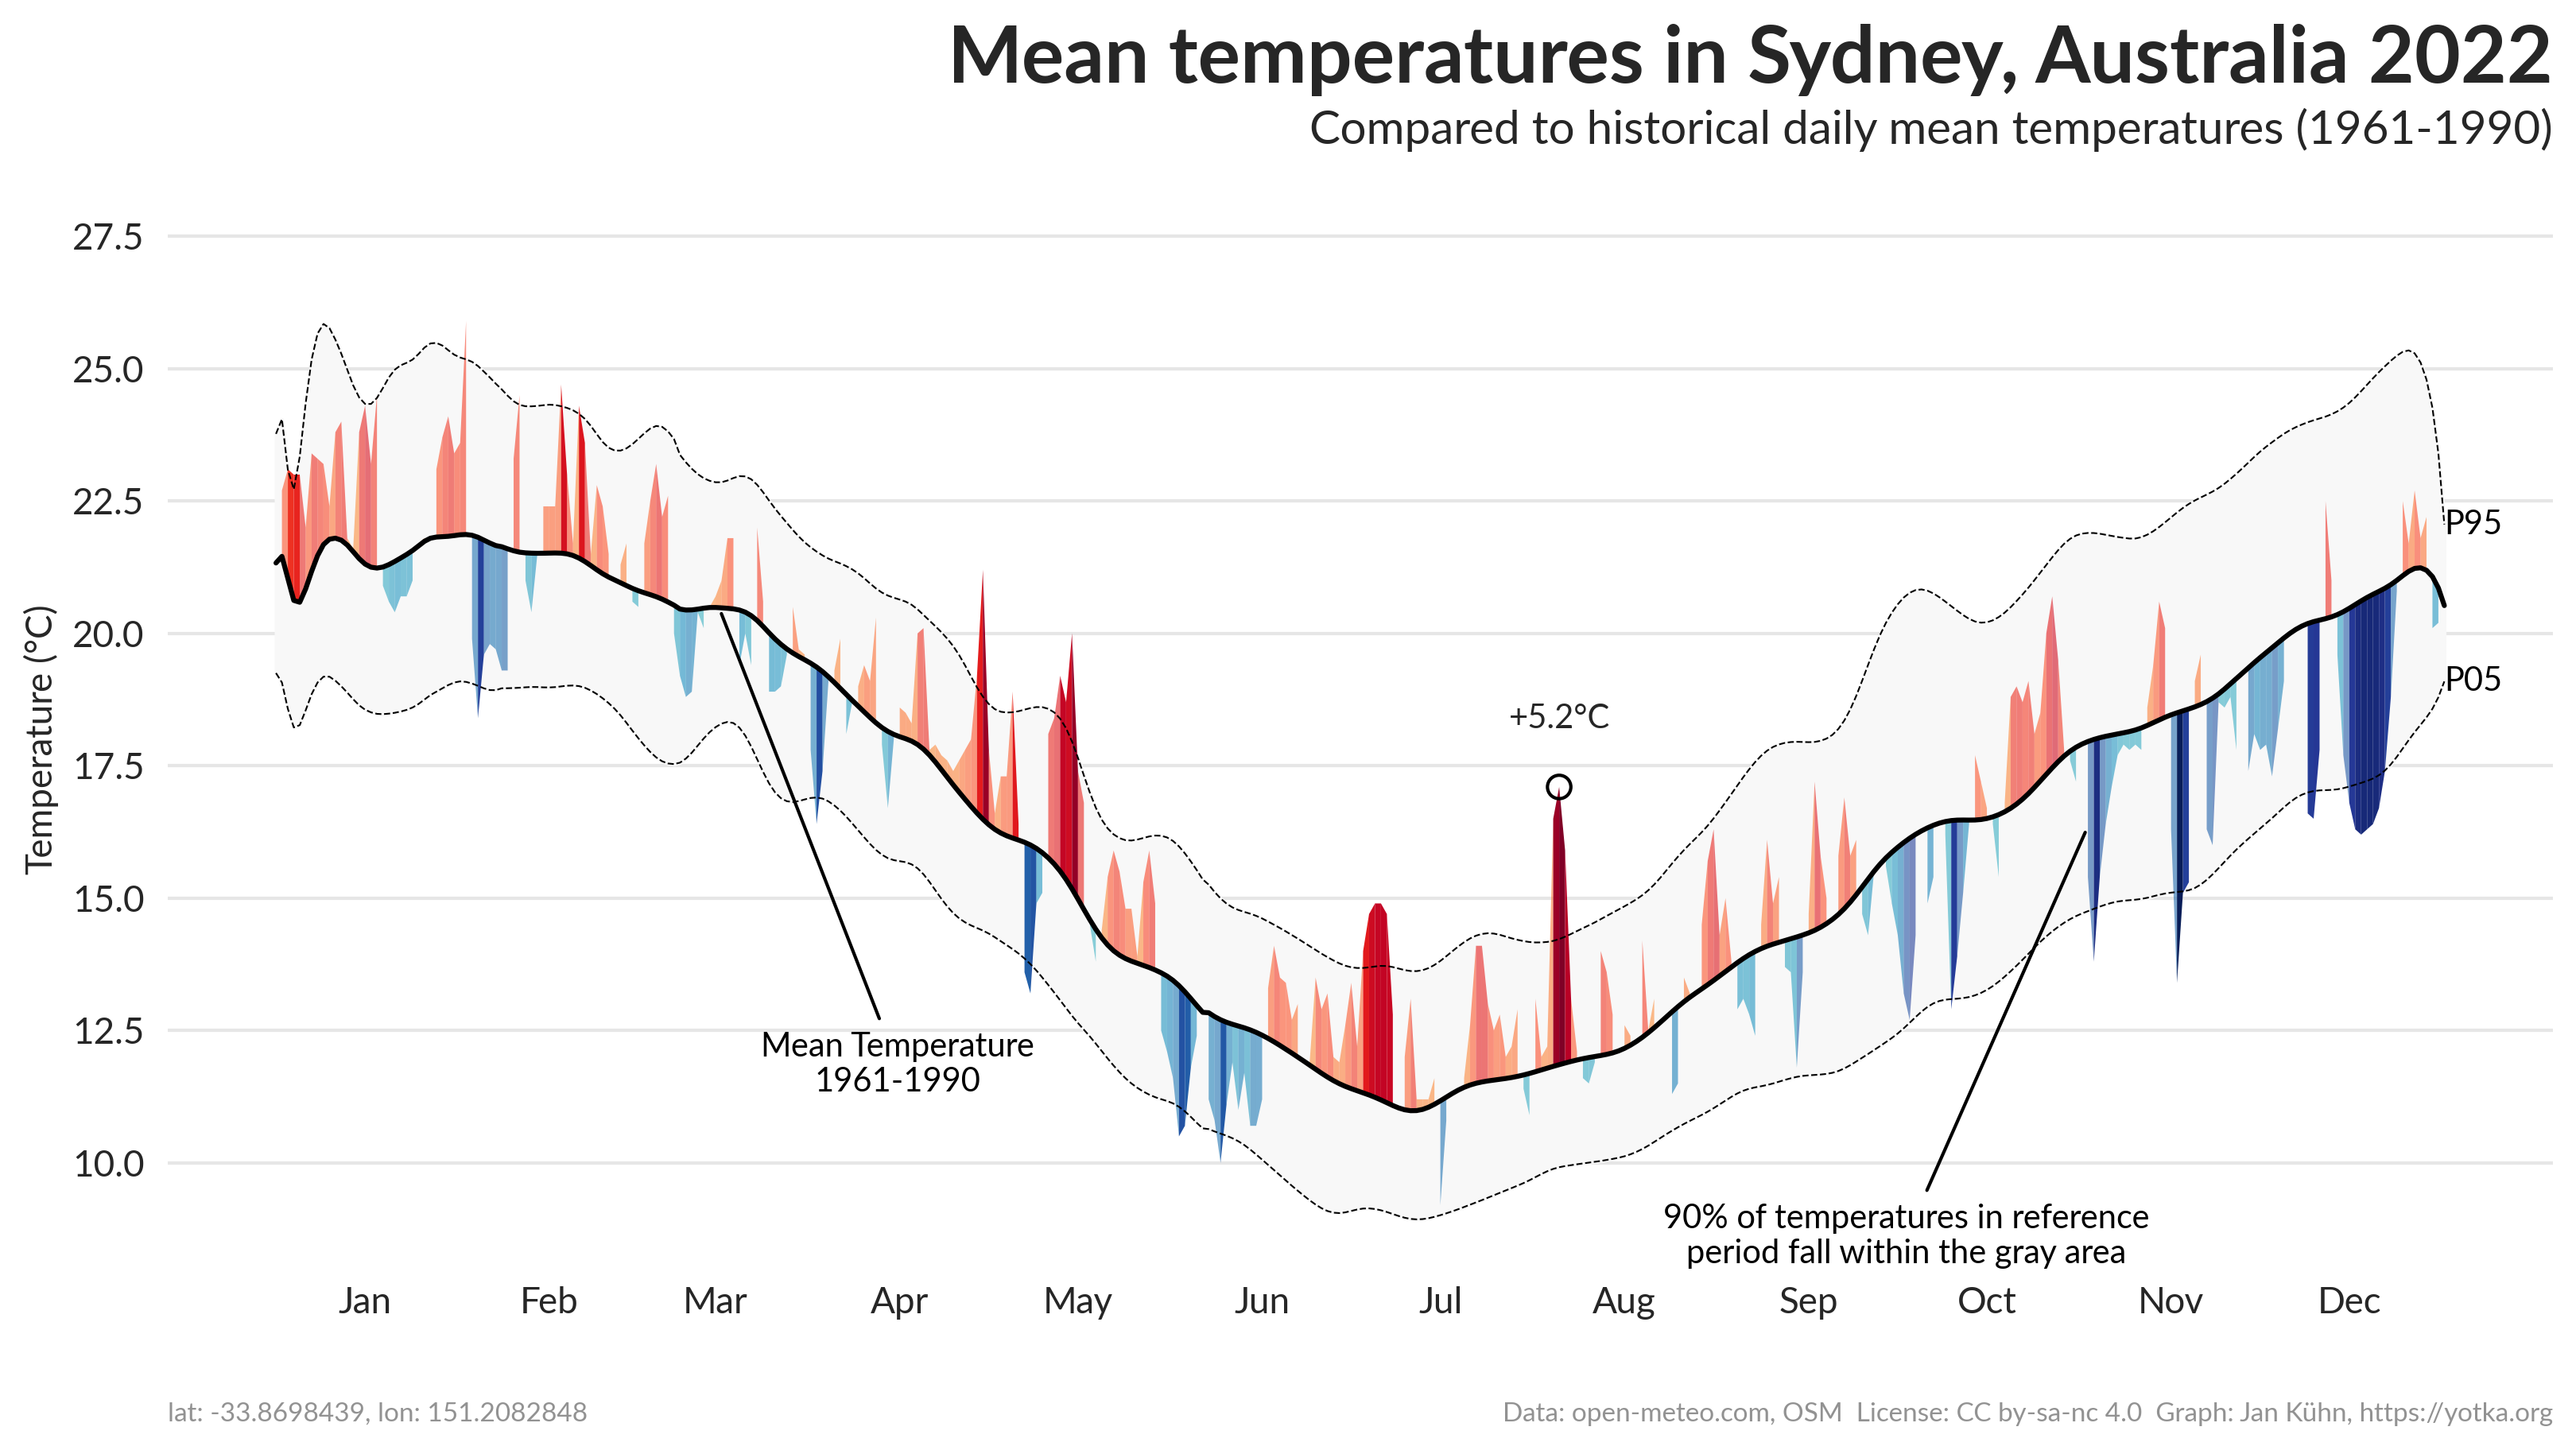 Mean temperatures in Sydney, Australia 2022
Compared to historical daily mean temperatures (1961-1990)
27.5
25.0
22.5
20.0
17.5
15.0
12.5
10.0
Temperature (°C)
P95
P05
+5.2°C
Mean Temperature
1961-1990
90% of temperatures in reference
period fall within the gray area
Jan Feb Mar Apr May Jun Jul Aug Sep Oct Nov Dec
lat: -33.8698439, lon: 151.2082848
Data: open-meteo.com, OSM License: CC by-sa-nc 4.0 Graph: Jan Kühn, https://yotka.org